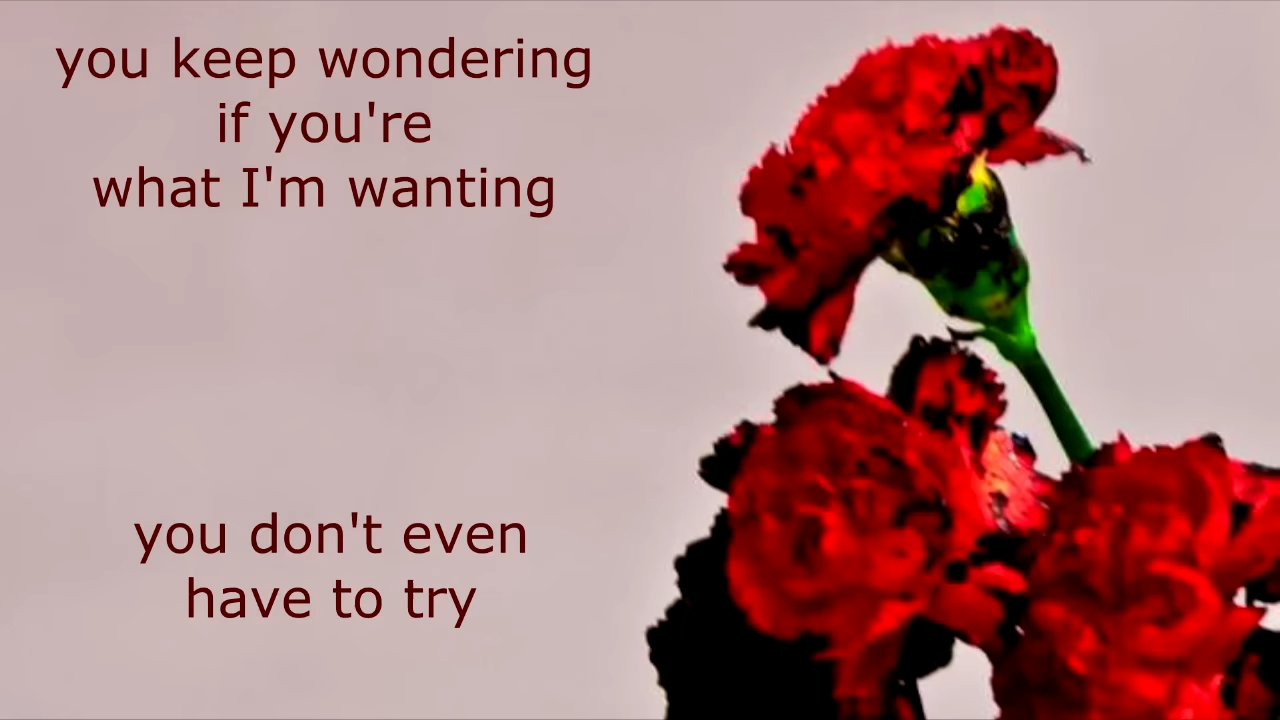 you keep wondering
if you're
what I'm wanting
you don't even
have to try